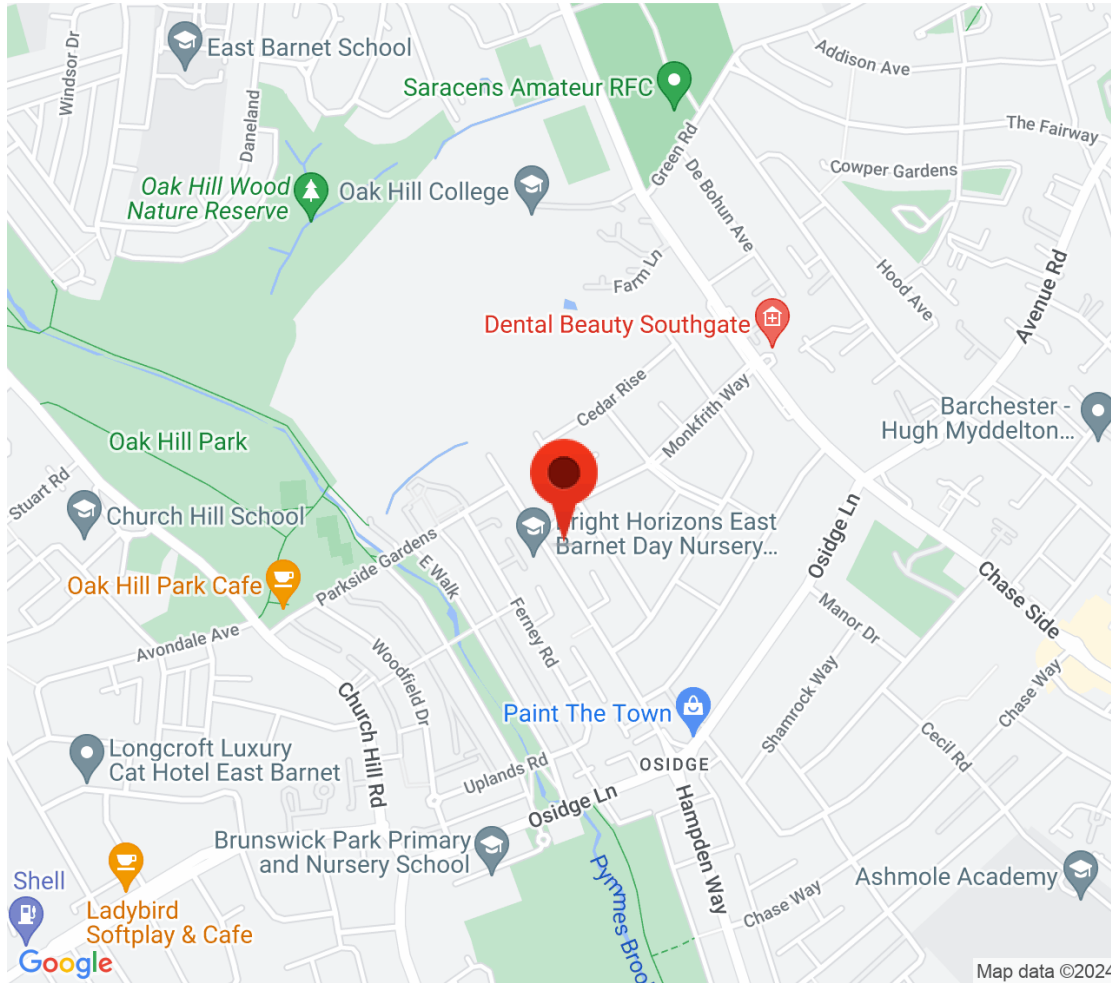 East Barnet School
Windsor Dr
Daneland
Saracens Amateur RFC
Addison Ave
The Fairway
Green Rd
Cowper Gardens
Oak Hill Wood
Nature Reserve
Oak Hill College
De Bohun Ave
Hood Ave
Avenue Rd
Farm Ln
Dental Beauty Southgate
Cedar Rise
Monkfrith Way
Barchester -
Hugh Myddelton...
Oak Hill Park
Stuart Rd
Church Hill School
right Horizons East
Barnet Day Nursery...
Osidge Ln
Chase Side
Parkside Gardens
E Walk
Oak Hill Park Cafe
Ferney Rd
Manor Dr
Avondale Ave
Woodfield Dr
Shamrock Way
Chase Way
Church Hill Rd
Paint The Town
Cecil Rd
Longcroft Luxury
Cat Hotel East Barnet
OSIDGE
Uplands Rd
Osidge Ln
Hampden Way
Brunswick Park Primary
and Nursery School
Pymmes Brook
Ashmole Academy
Chase Way
Shell
Ladybird
Softplay & Cafe
Google
Map data ©2024